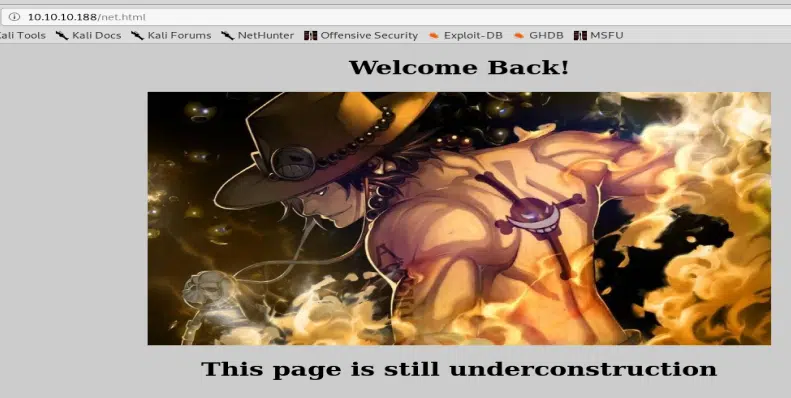 10.10.10.188/net.html
Kali Tools Kali Docs Kali Forums NetHunter Offensive Security Exploit-DB GHDB MSFU
Welcome Back!
This page is still underconstruction